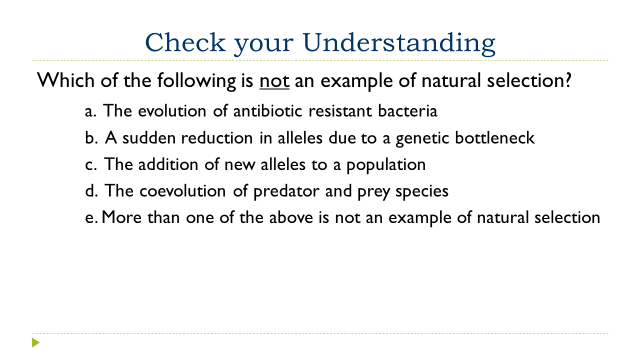 Check your Understanding
Which of the following is not an example of natural selection?
a. The evolution of antibiotic resistant bacteria
b. A sudden reduction in alleles due to a genetic bottleneck
c. The addition of new alleles to a population
d. The coevolution of predator and prey species
e. More than one of the above is not an example of natural selection